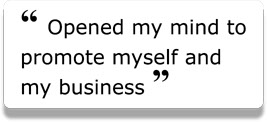 “ Opened my mind to
promote myself and
my business ”